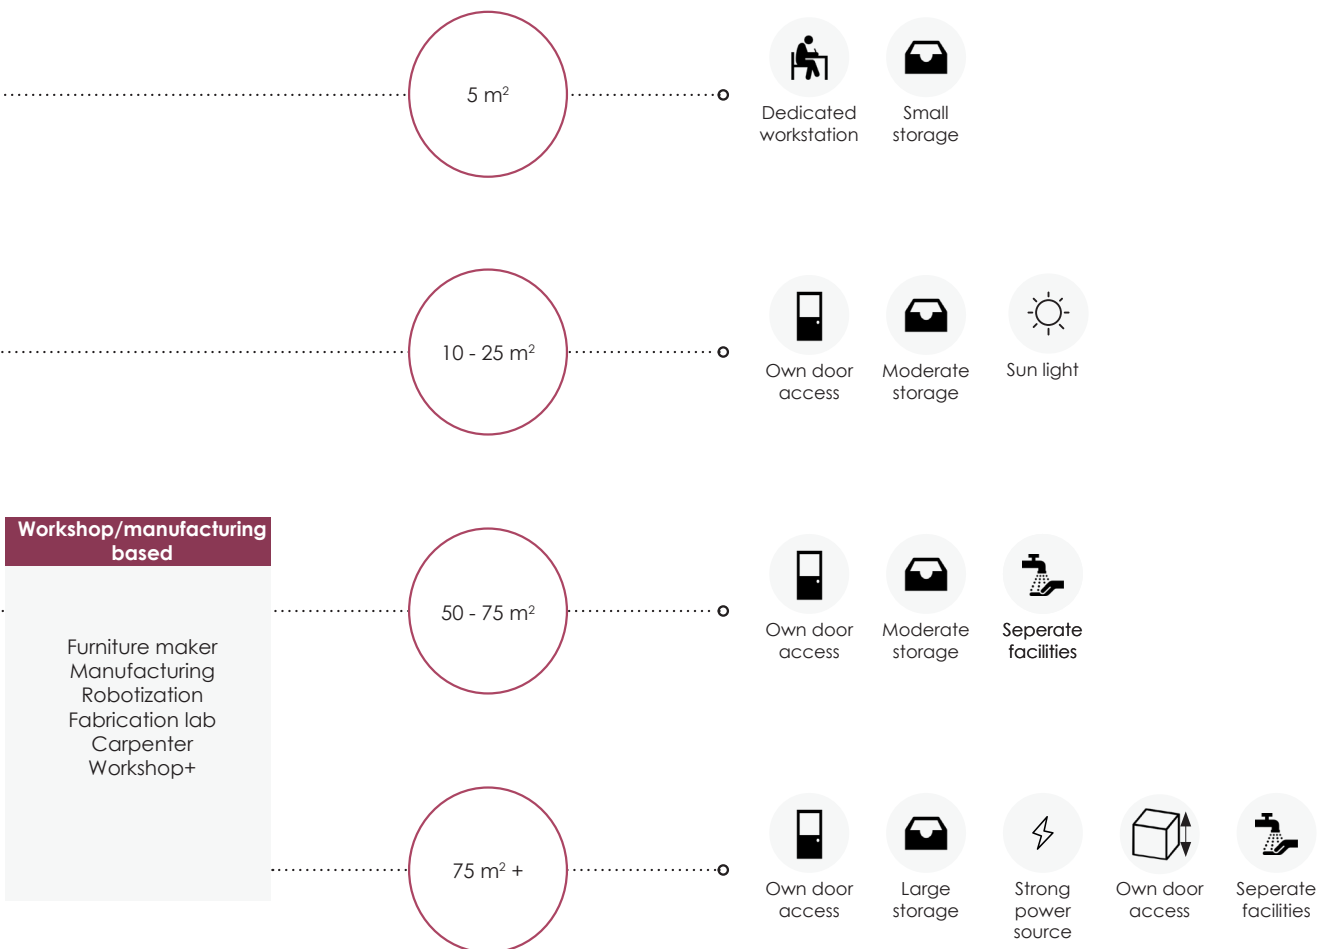 5 m²
Dedicated
workstation
Small
storage
10 - 25 m²
Own door
access
Moderate
storage
Sun light
Workshop/manufacturing
based
Furniture maker
Manufacturing
Robotization
Fabrication lab
Carpenter
Workshop+
50 - 75 m²
Own door
access
Moderate
storage
Seperate
facilities
75 m² +
Own door
access
Large
storage
Strong
power
source
Own door
access
Seperate
facilities